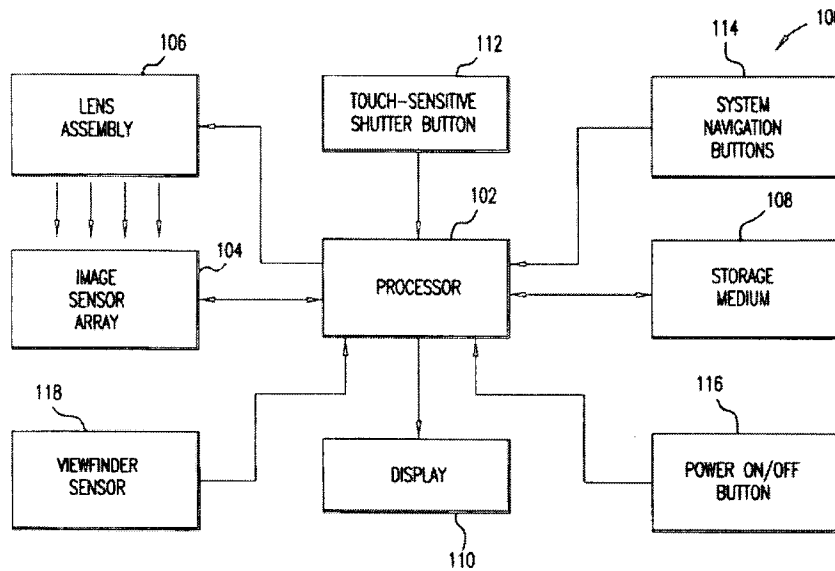 106
LENS
ASSEMBLY
112
TOUCH-SENSITIVE
SHUTTER BUTTON
114
SYSTEM
NAVIGATION
BUTTONS
104
IMAGE
SENSOR
ARRAY
102
PROCESSOR
108
STORAGE
MEDIUM
118
VIEWFINDER
SENSOR
DISPLAY
110
116
POWER ON/OFF
BUTTON